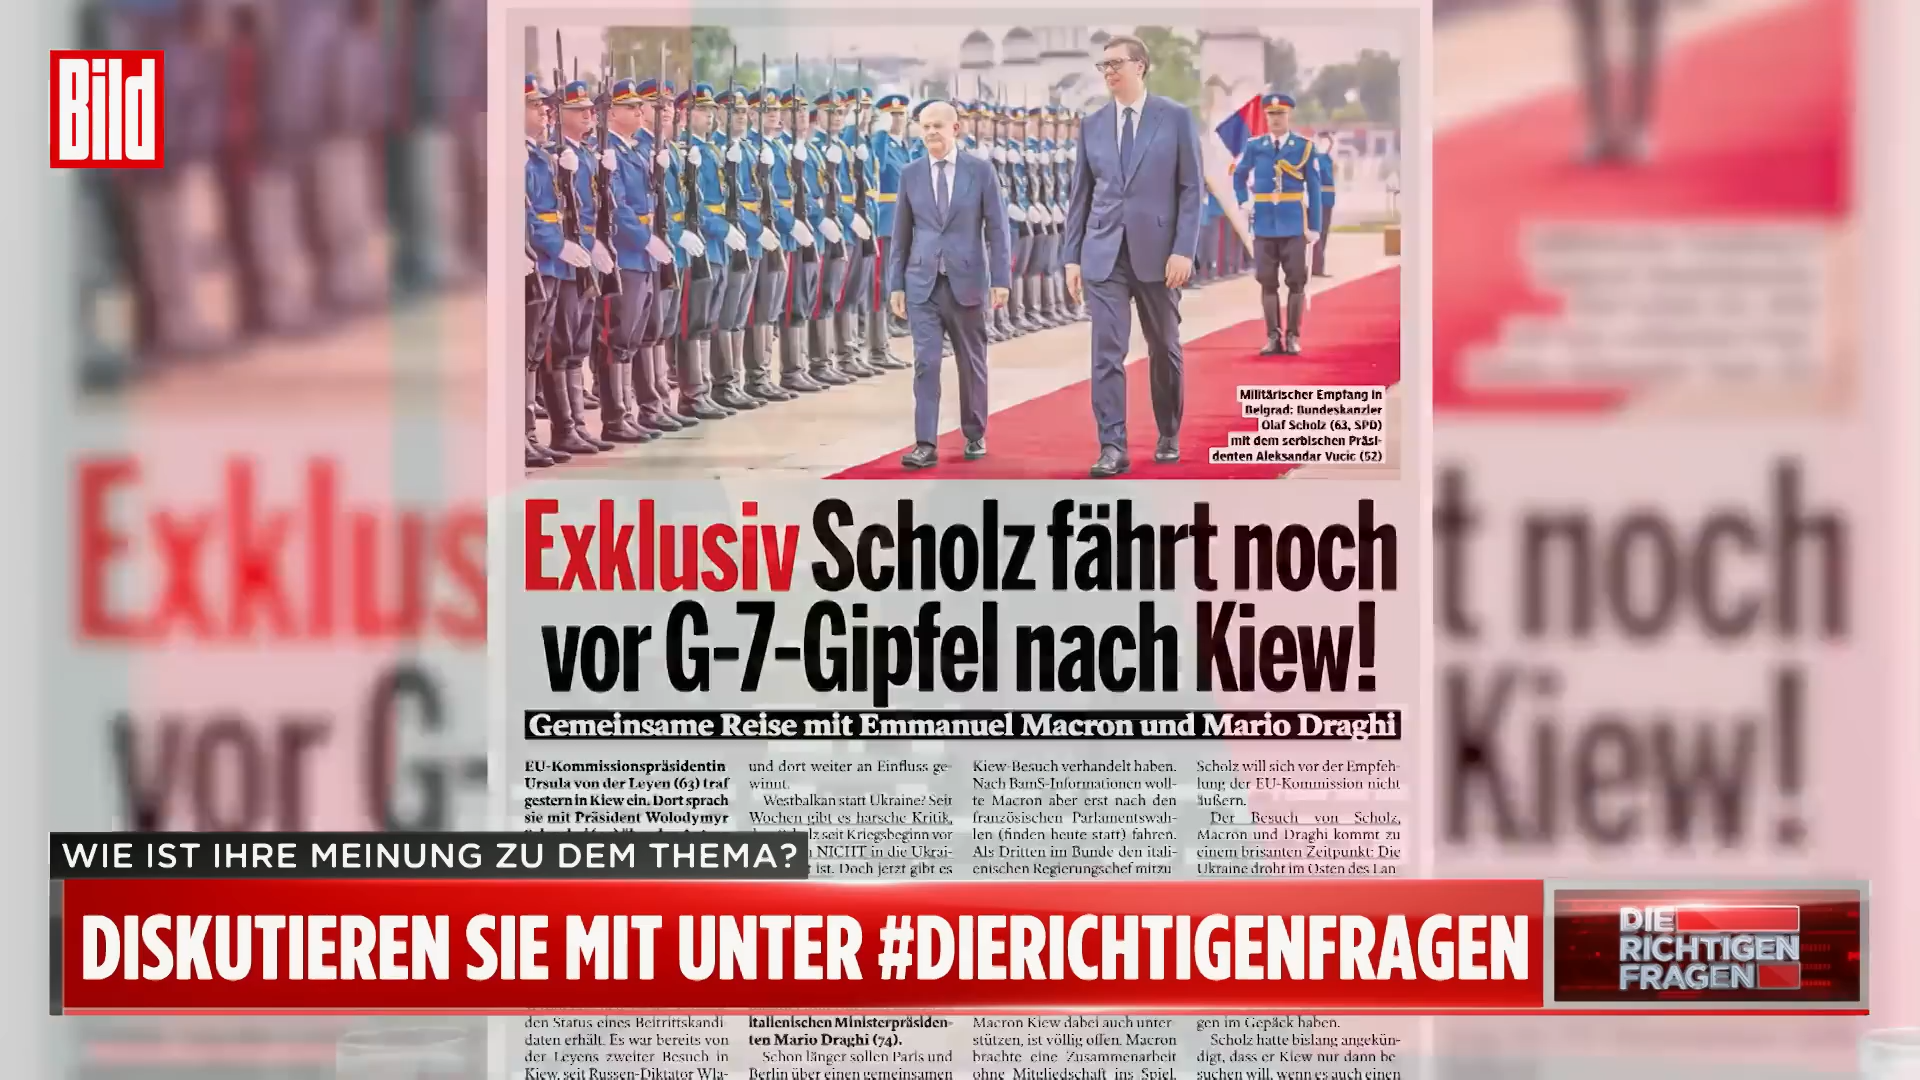 Bild
Militärischer Empfang in
Belgrad: Bundeskanzler
Olaf Scholz (63, SPD)
mit dem serbischen Präsi-
denten Aleksandar Vucic (52)
Exklusiv Scholz fährt noch
vor G-7-Gipfel nach Kiew!
Gemeinsame Reise mit Emmanuel Macron und Mario Draghi
EU-Kommissionspräsidentin
Ursula von der Leyen (63) traf
gestern in Kiew ein. Dort sprach
sie mit Präsident Wolodymyr
und dort weiter an Einfluss ge-
winnt.
Westbalkan statt Ukraine? Seit
Wochen gibt es harsche Kritik,
seit Kriegsbeginn vor
NICHT in die Ukrai-
ist. Doch jetzt gibt es
Kiew-Besuch verhandelt haben.
Nach BamS-Informationen woll-
te Macron aber erst nach den
französischen Parlamentswah-
len (finden heute statt) fahren.
Als Dritten im Bunde den itali-
enischen Regierungschef mitzu
Scholz will sich vor der Empfeh-
lung der EU-Kommission nicht
äußern.
Der Besuch von Scholz,
Macron und Draghi kommt zu
einem brisanten Zeitpunkt: Die
Ukraine droht im Osten des Lan
WIE IST IHRE MEINUNG ZU DEM THEMA?
DISKUTIEREN SIE MIT UNTER #DIERICHTIGENFRAGEN
DIE
RICHTIGEN
FRAGEN
den Status eines Beitrittskandi
daten erhält. Es war bereits von
der Leyens zweiter Besuch in
Kiew, seit Russen-Diktator Wla-
italienischen Ministerpräsiden-
ten Mario Draghi (74).
Schon länger sollen Paris und
Berlin über einen gemeinsamen
Macron Kiew dabei auch unter-
stützen, ist völlig offen. Macron
brachte eine Zusammenarbeit
ohne Mitgliedschaft ins Spiel.
gen im Gepäck haben.
Scholz hatte bislang angekün-
digt, dass er Kiew nur dann be-
suchen will, wenn es auch einen